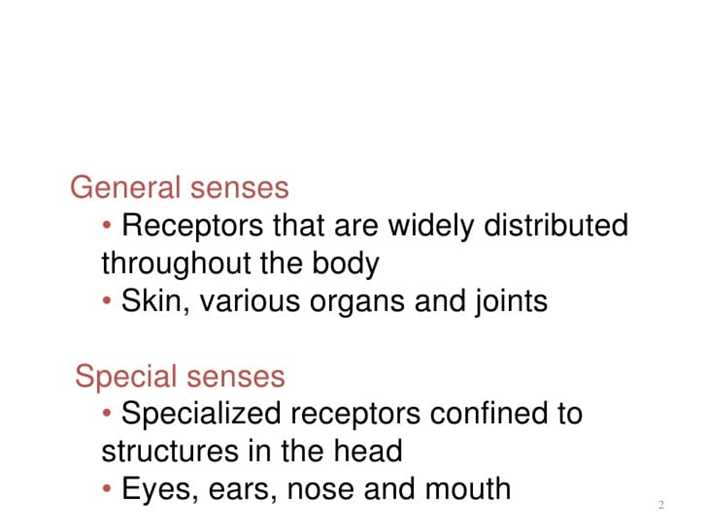 General senses
• Receptors that are widely distributed
throughout the body
• Skin, various organs and joints
Special senses
• Specialized receptors confined to
structures in the head
• Eyes, ears, nose and mouth
2